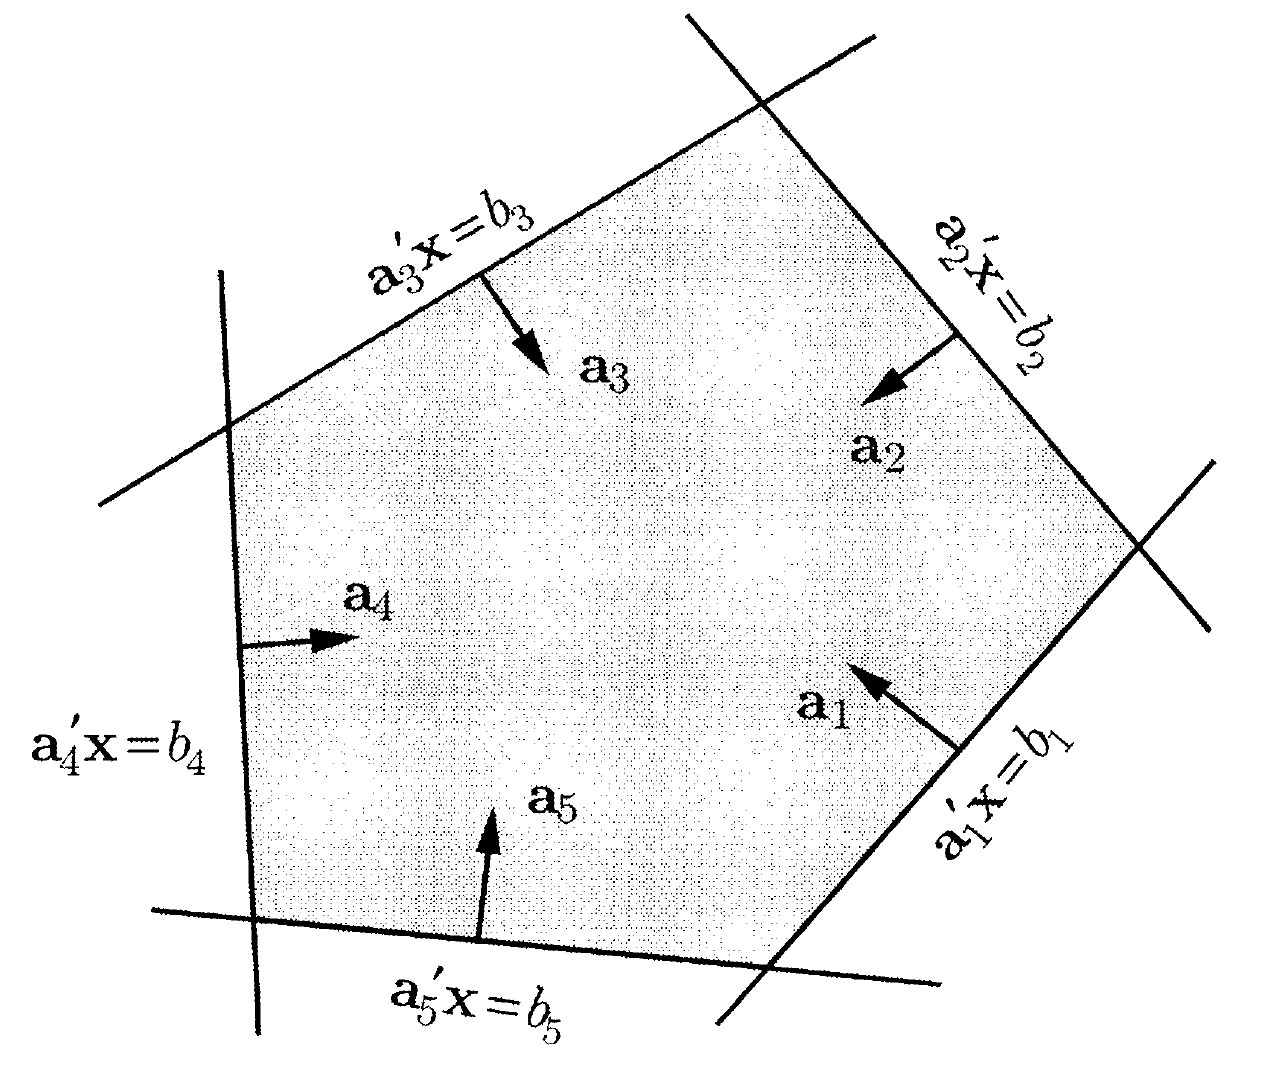 a₃′x = b₃
a₂′x = b₂
a₃
a₂
a₄
a₁
a₄′x = b₄
a₁′x = b₁
a₅
a₅′x = b₅